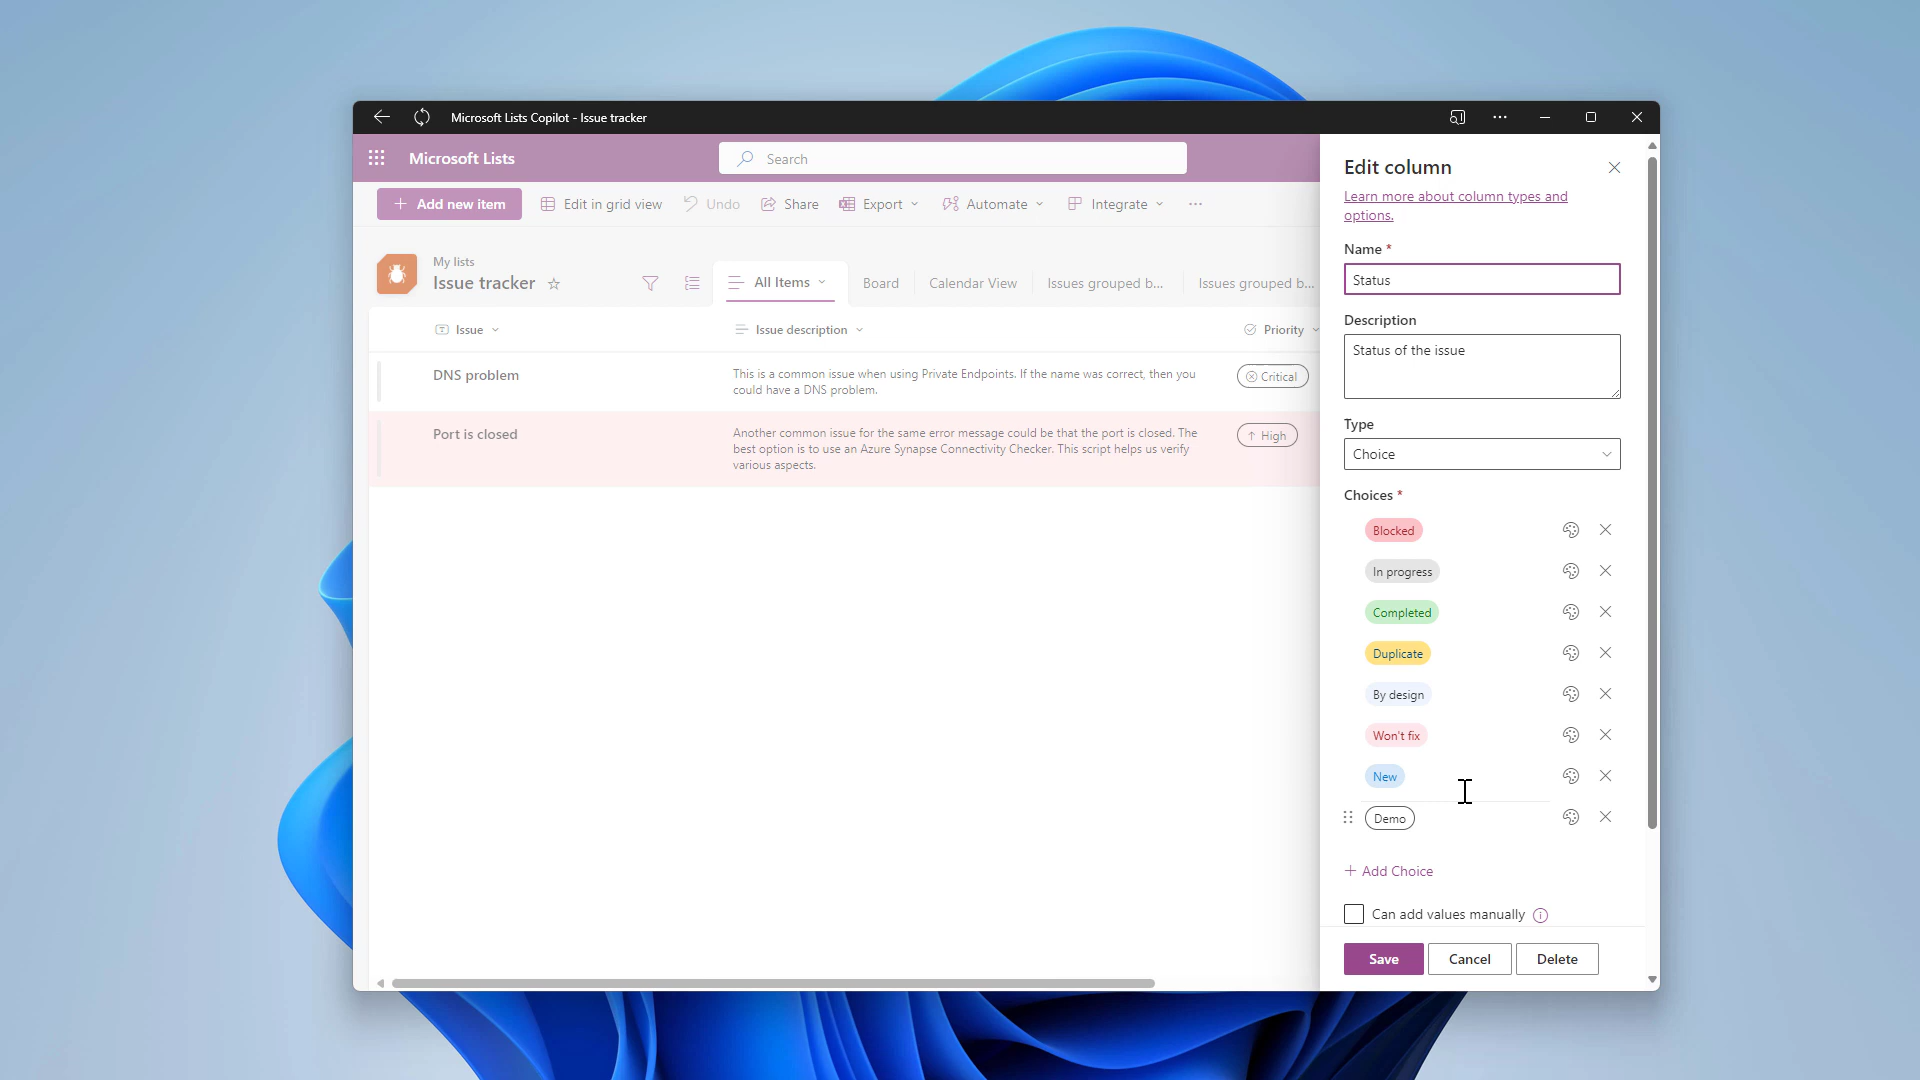 Microsoft Lists Copilot - Issue tracker
Microsoft Lists
Search
Add new item
Edit in grid view
Undo
Share
Export
Automate
Integrate
My lists
Issue tracker
All Items
Board
Calendar View
Issues grouped b...
Issues grouped b...
Issue
Issue description
Priority
DNS problem
This is a common issue when using Private Endpoints. If the name was correct, then you
could have a DNS problem.
Critical
Port is closed
Another common issue for the same error message could be that the port is closed. The
best option is to use an Azure Synapse Connectivity Checker. This script helps us verify
various aspects.
High
Edit column
Learn more about column types and
options.
Name *
Status
Description
Status of the issue
Type
Choice
Choices *
Blocked
In progress
Completed
Duplicate
By design
Won't fix
New
Demo
+ Add Choice
Can add values manually
Save
Cancel
Delete